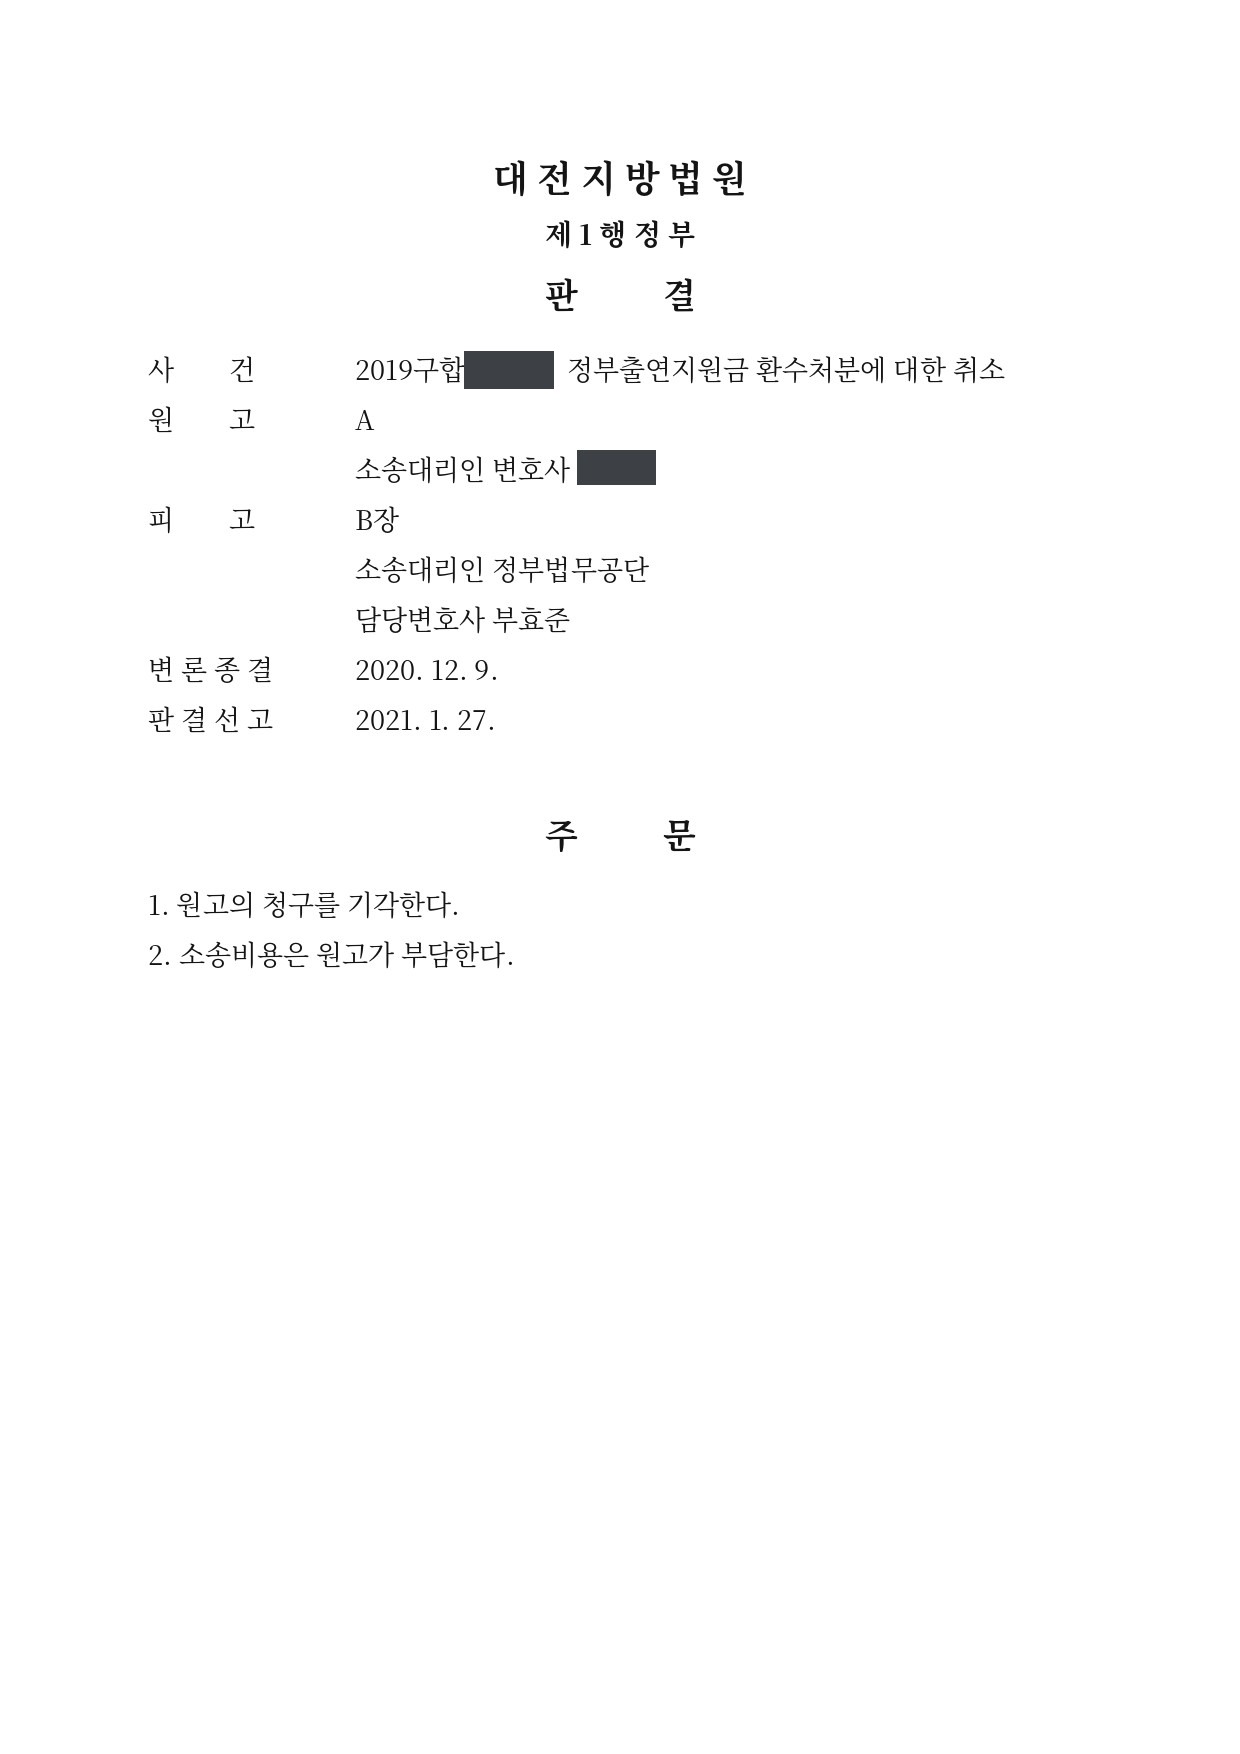 대전지방법원
제1행정부
판 결
사 건 2019구합 정부출연지원금 환수처분에 대한 취소
원 고 A
소송대리인 변호사
피 고 B장
소송대리인 정부법무공단
담당변호사 부효준
변론종결 2020. 12. 9.
판결선고 2021. 1. 27.
주 문
1. 원고의 청구를 기각한다.
2. 소송비용은 원고가 부담한다.